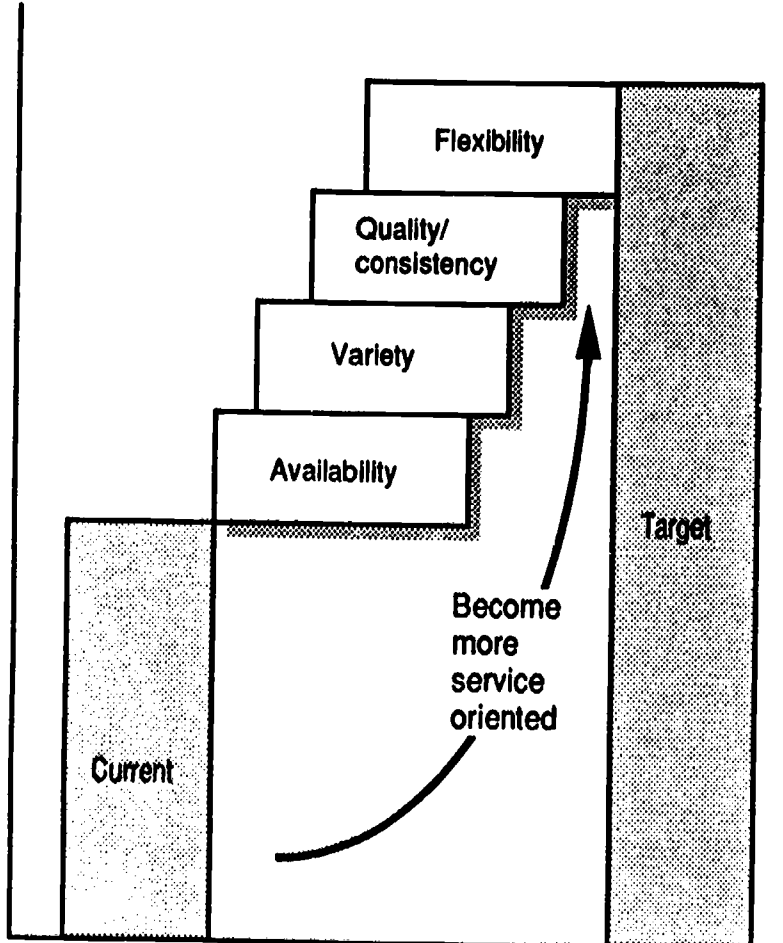 Flexibility
Quality/
consistency
Variety
Availability
Target
Become
more
service
oriented
Current